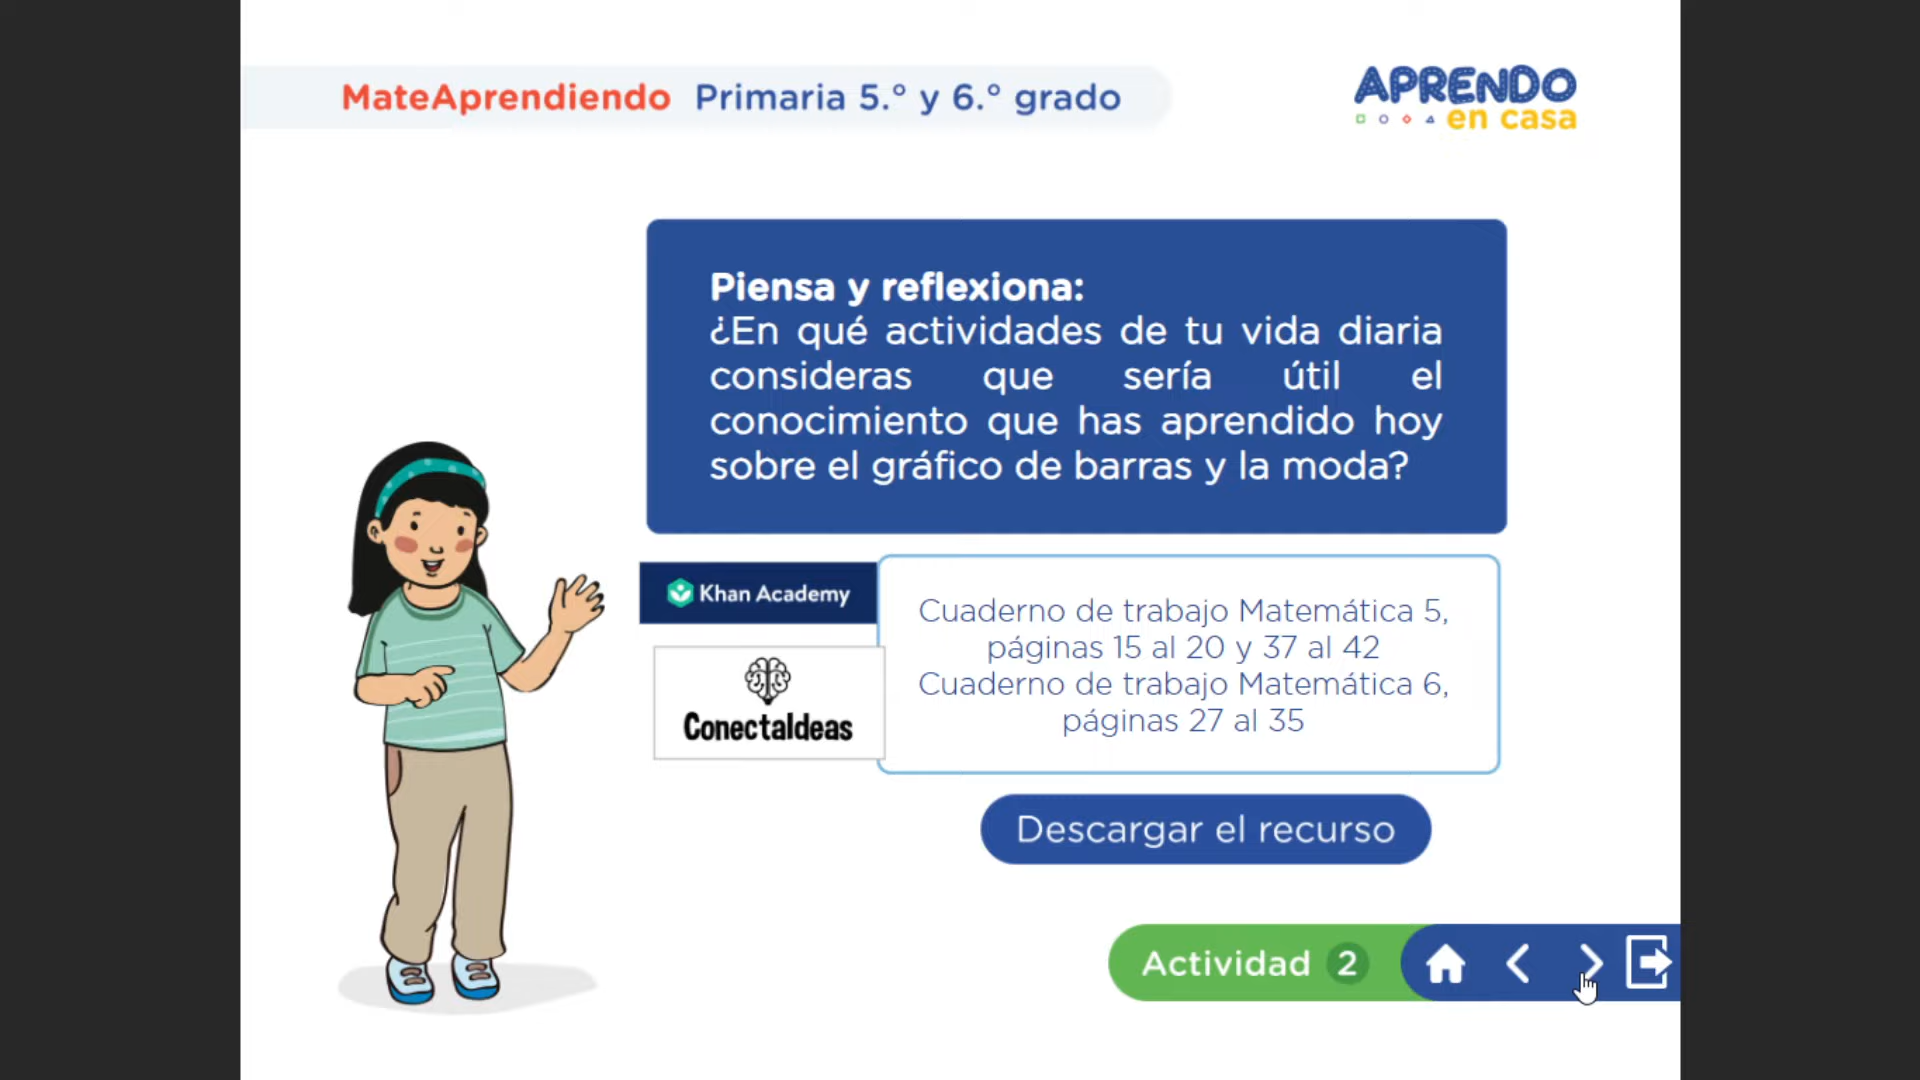 MateAprendiendo Primaria 5.° y 6.° grado
APRENDO
en casa
Piensa y reflexiona:
¿En qué actividades de tu vida diaria
consideras que sería útil el
conocimiento que has aprendido hoy
sobre el gráfico de barras y la moda?
Khan Academy
ConectaIdeas
Cuaderno de trabajo Matemática 5,
páginas 15 al 20 y 37 al 42
Cuaderno de trabajo Matemática 6,
páginas 27 al 35
Descargar el recurso
Actividad 2